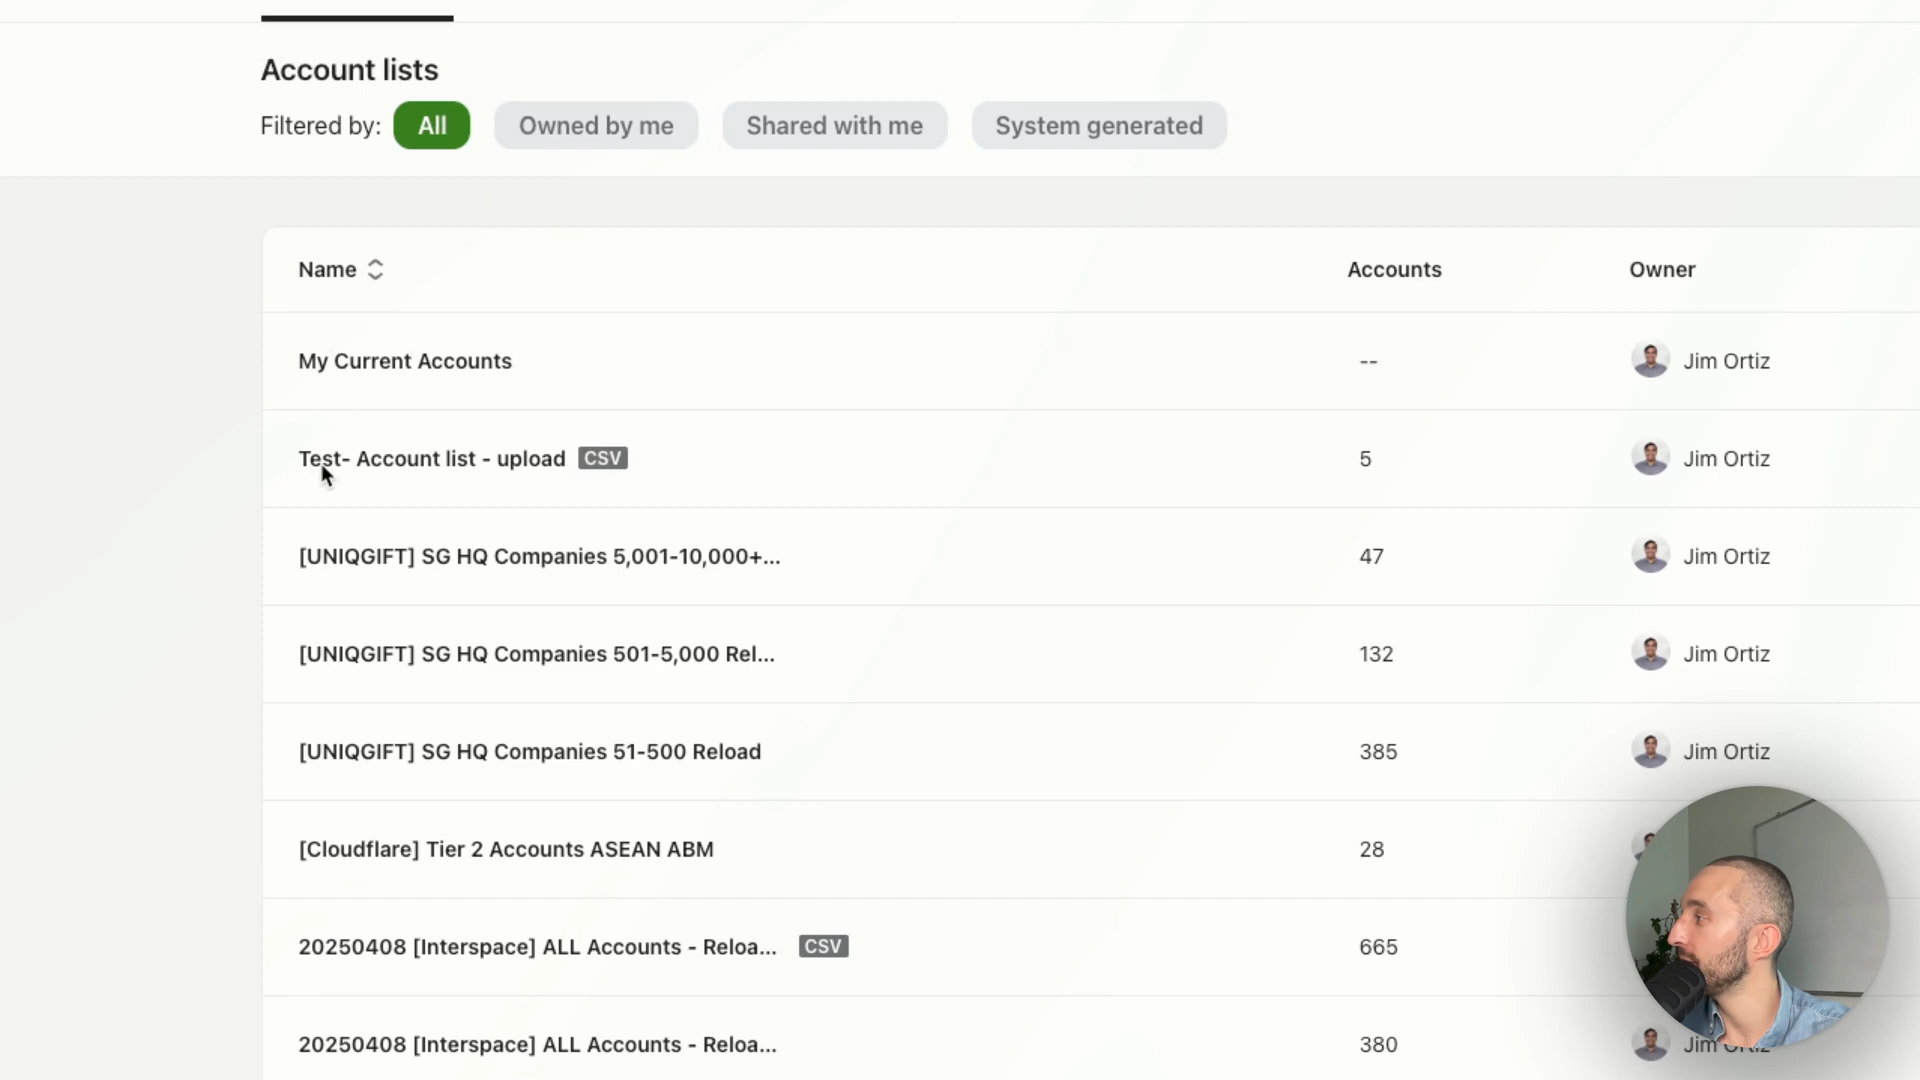 Account lists
Filtered by: All Owned by me Shared with me System generated
Name Accounts Owner
My Current Accounts -- Jim Ortiz
Test- Account list - upload CSV 5 Jim Ortiz
[UNIQGIFT] SG HQ Companies 5,001-10,000+... 47 Jim Ortiz
[UNIQGIFT] SG HQ Companies 501-5,000 Rel... 132 Jim Ortiz
[UNIQGIFT] SG HQ Companies 51-500 Reload 385 Jim Ortiz
[Cloudflare] Tier 2 Accounts ASEAN ABM 28
20250408 [Interspace] ALL Accounts - Reloa... CSV 665
20250408 [Interspace] ALL Accounts - Reloa... 380 Jim Ortiz